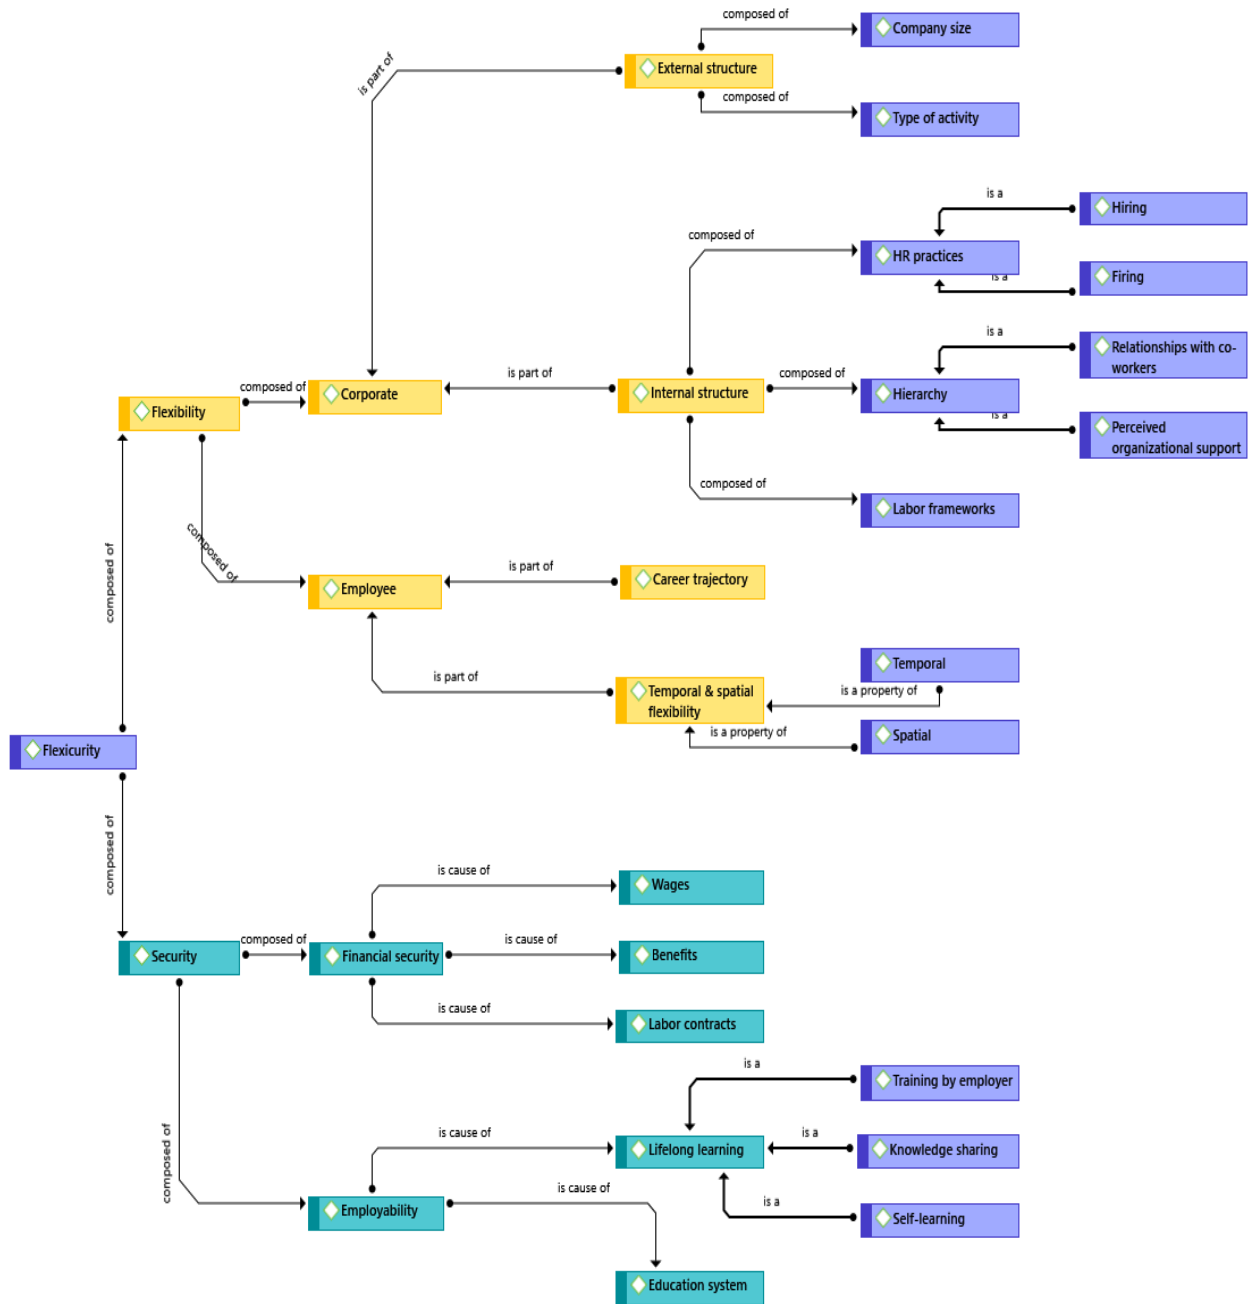 composed of
Company size
is part of
External structure
composed of
Type of activity
is a
Hiring
composed of
HR practices
is a
Firing
is a
Relationships with co-
workers
composed of
is part of
Corporate
Internal structure
composed of
Hierarchy
Flexibility
is a
Perceived
organizational support
composed of
Labor frameworks
composed of
composed of
is part of
Employee
Career trajectory
is part of
Temporal & spatial
flexibility
Temporal
is a property of
is a property of
Spatial
Flexicurity
composed of
is cause of
Wages
Security
composed of
Financial security
is cause of
Benefits
is cause of
Labor contracts
is a
Training by employer
composed of
is cause of
Lifelong learning
is a
Knowledge sharing
Employability
is cause of
is a
Self-learning
Education system